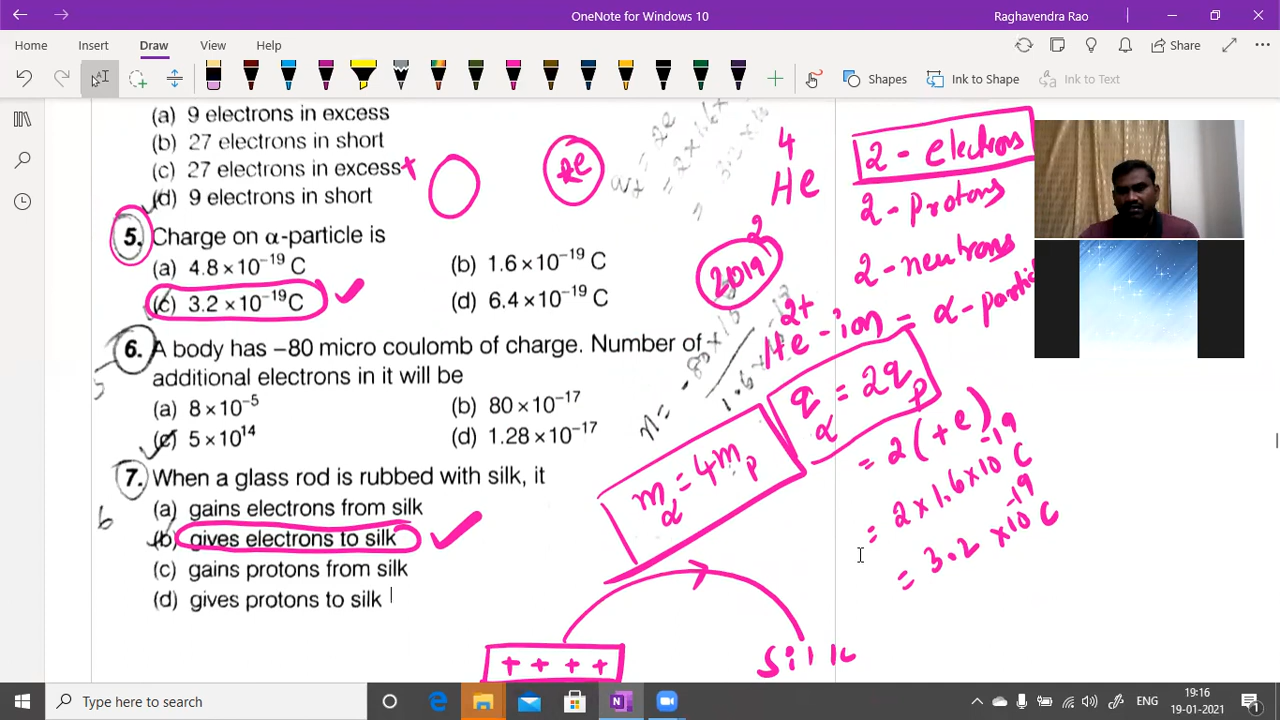 OneNote for Windows 10
Raghavendra Rao
Home Insert Draw View Help
Share
Shapes
Ink to Shape
Ink to Text
(a) 9 electrons in excess
(b) 27 electrons in short
(c) 27 electrons in excess
(d) 9 electrons in short
5. Charge on α-particle is
(a) 4.8×10⁻¹⁹ C
(b) 1.6×10⁻¹⁹ C
(c) 3.2×10⁻¹⁹C
(d) 6.4×10⁻¹⁹ C
6. A body has −80 micro coulomb of charge. Number of
additional electrons in it will be
(a) 8×10⁻⁵
(b) 80×10⁻¹⁷
(c) 5×10¹⁴
(d) 1.28×10⁻¹⁷
7. When a glass rod is rubbed with silk, it
(a) gains electrons from silk
(b) gives electrons to silk
(c) gains protons from silk
(d) gives protons to silk
4
He
2
2019
2 - electrons
2 - protons
2 - neutrons
He²⁺ - ion = α - partic
q_α = 2q_p
m_α = 4m_p
= 2(+e)
= 2×1.6×10⁻¹⁹ C
= 3.2×10⁻¹⁹ C
+ + + +
Silk
b
Type here to search
ENG
19:16
19-01-2021